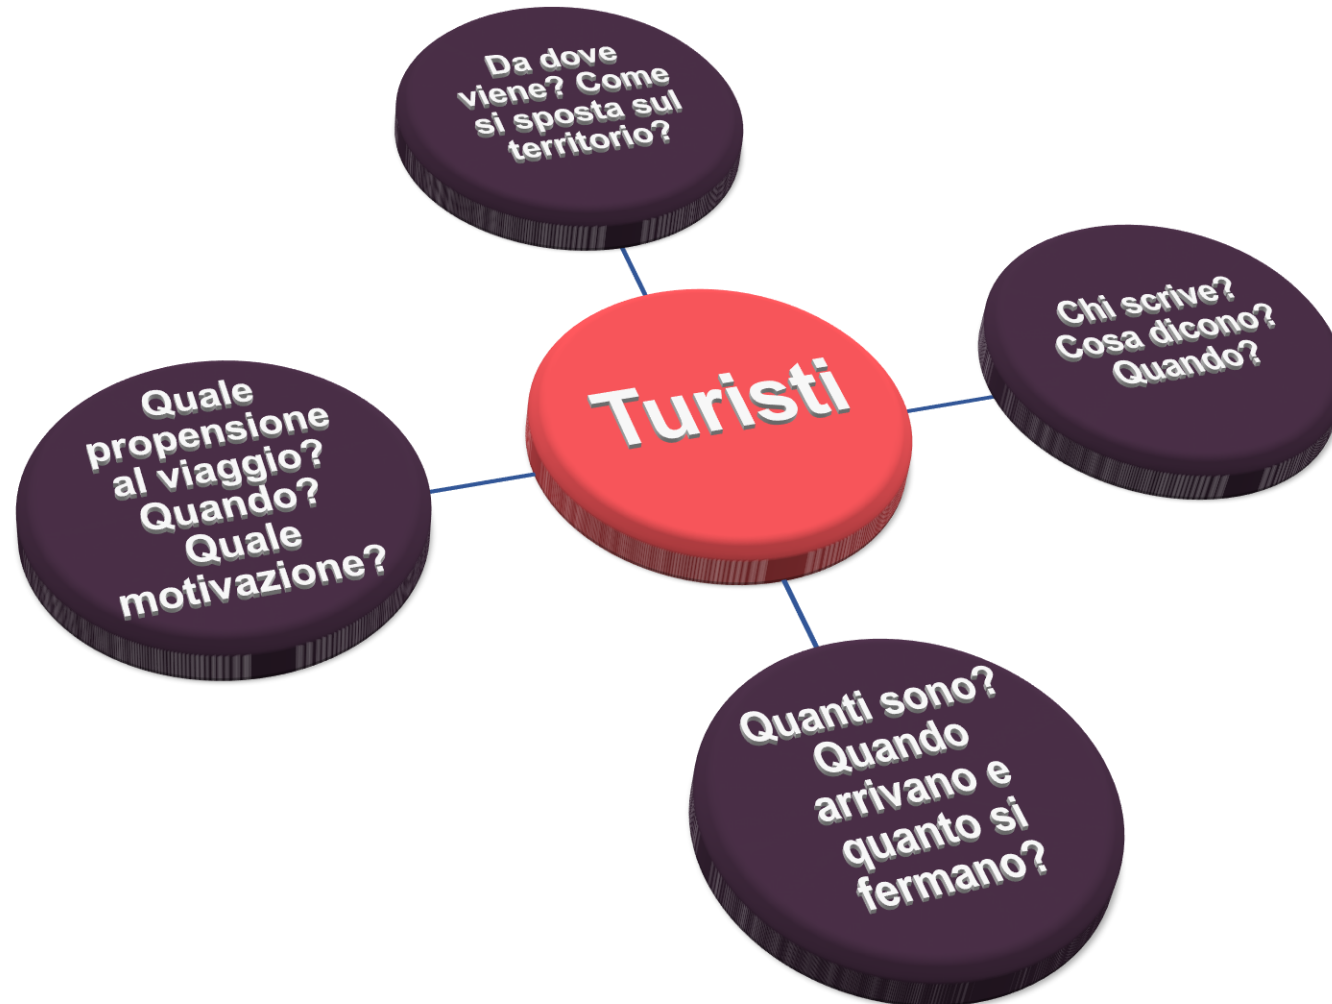 Da dove
viene? Come
si sposta sul
territorio?
Chi scrive?
Cosa dicono?
Quando?
Turisti
Quale
propensione
al viaggio?
Quando?
Quale
motivazione?
Quanti sono?
Quando
arrivano e
quanto si
fermano?